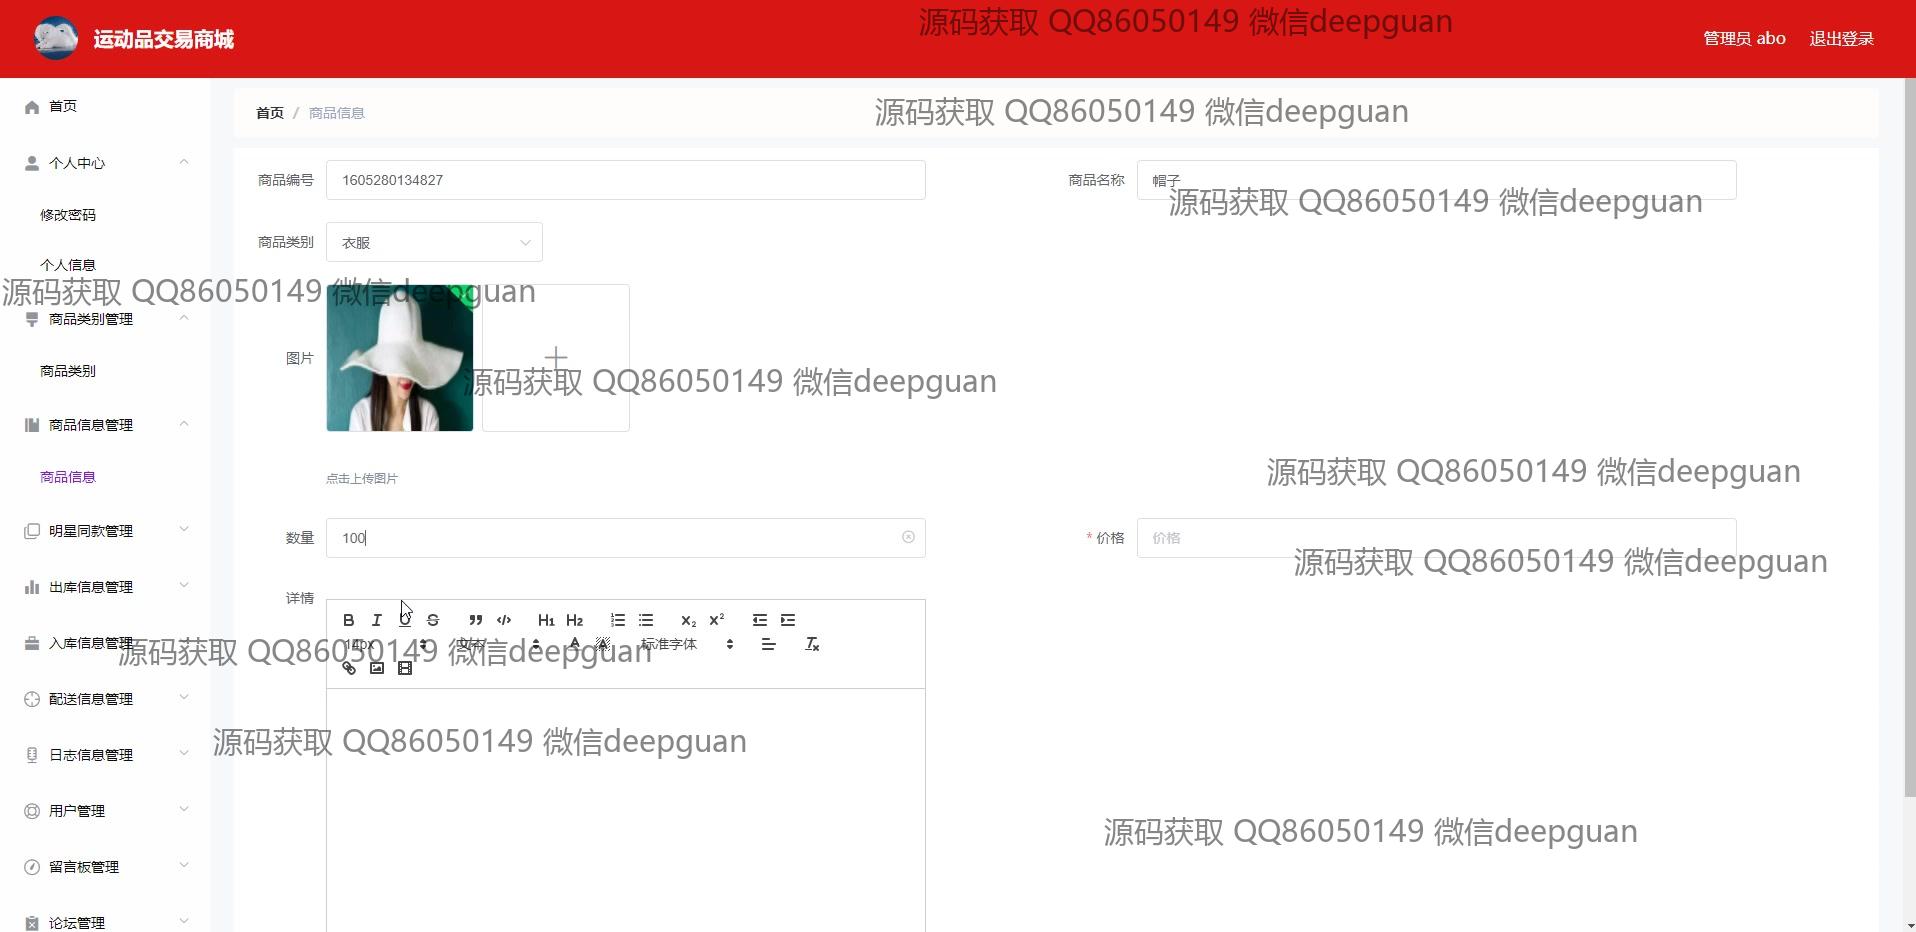 运动品交易商城
源码获取 QQ86050149 微信deepguan
管理员 abo
退出登录
首页
首页 / 商品信息
源码获取 QQ86050149 微信deepguan
个人中心
商品编号
1605280134827
商品名称
帽子
源码获取 QQ86050149 微信deepguan
修改密码
商品类别
衣服
个人信息
源码获取 QQ86050149 微信deepguan
商品类别管理
图片
商品类别
源码获取 QQ86050149 微信deepguan
商品信息管理
商品信息
点击上传图片
源码获取 QQ86050149 微信deepguan
明星同款管理
数量
100
* 价格
价格
源码获取 QQ86050149 微信deepguan
出库信息管理
详情
B I U S H1 H2 X2 X2
入库信息管理
14px
文本
标准字体
源码获取 QQ86050149 微信deepguan
配送信息管理
源码获取 QQ86050149 微信deepguan
日志信息管理
用户管理
源码获取 QQ86050149 微信deepguan
留言板管理
论坛管理